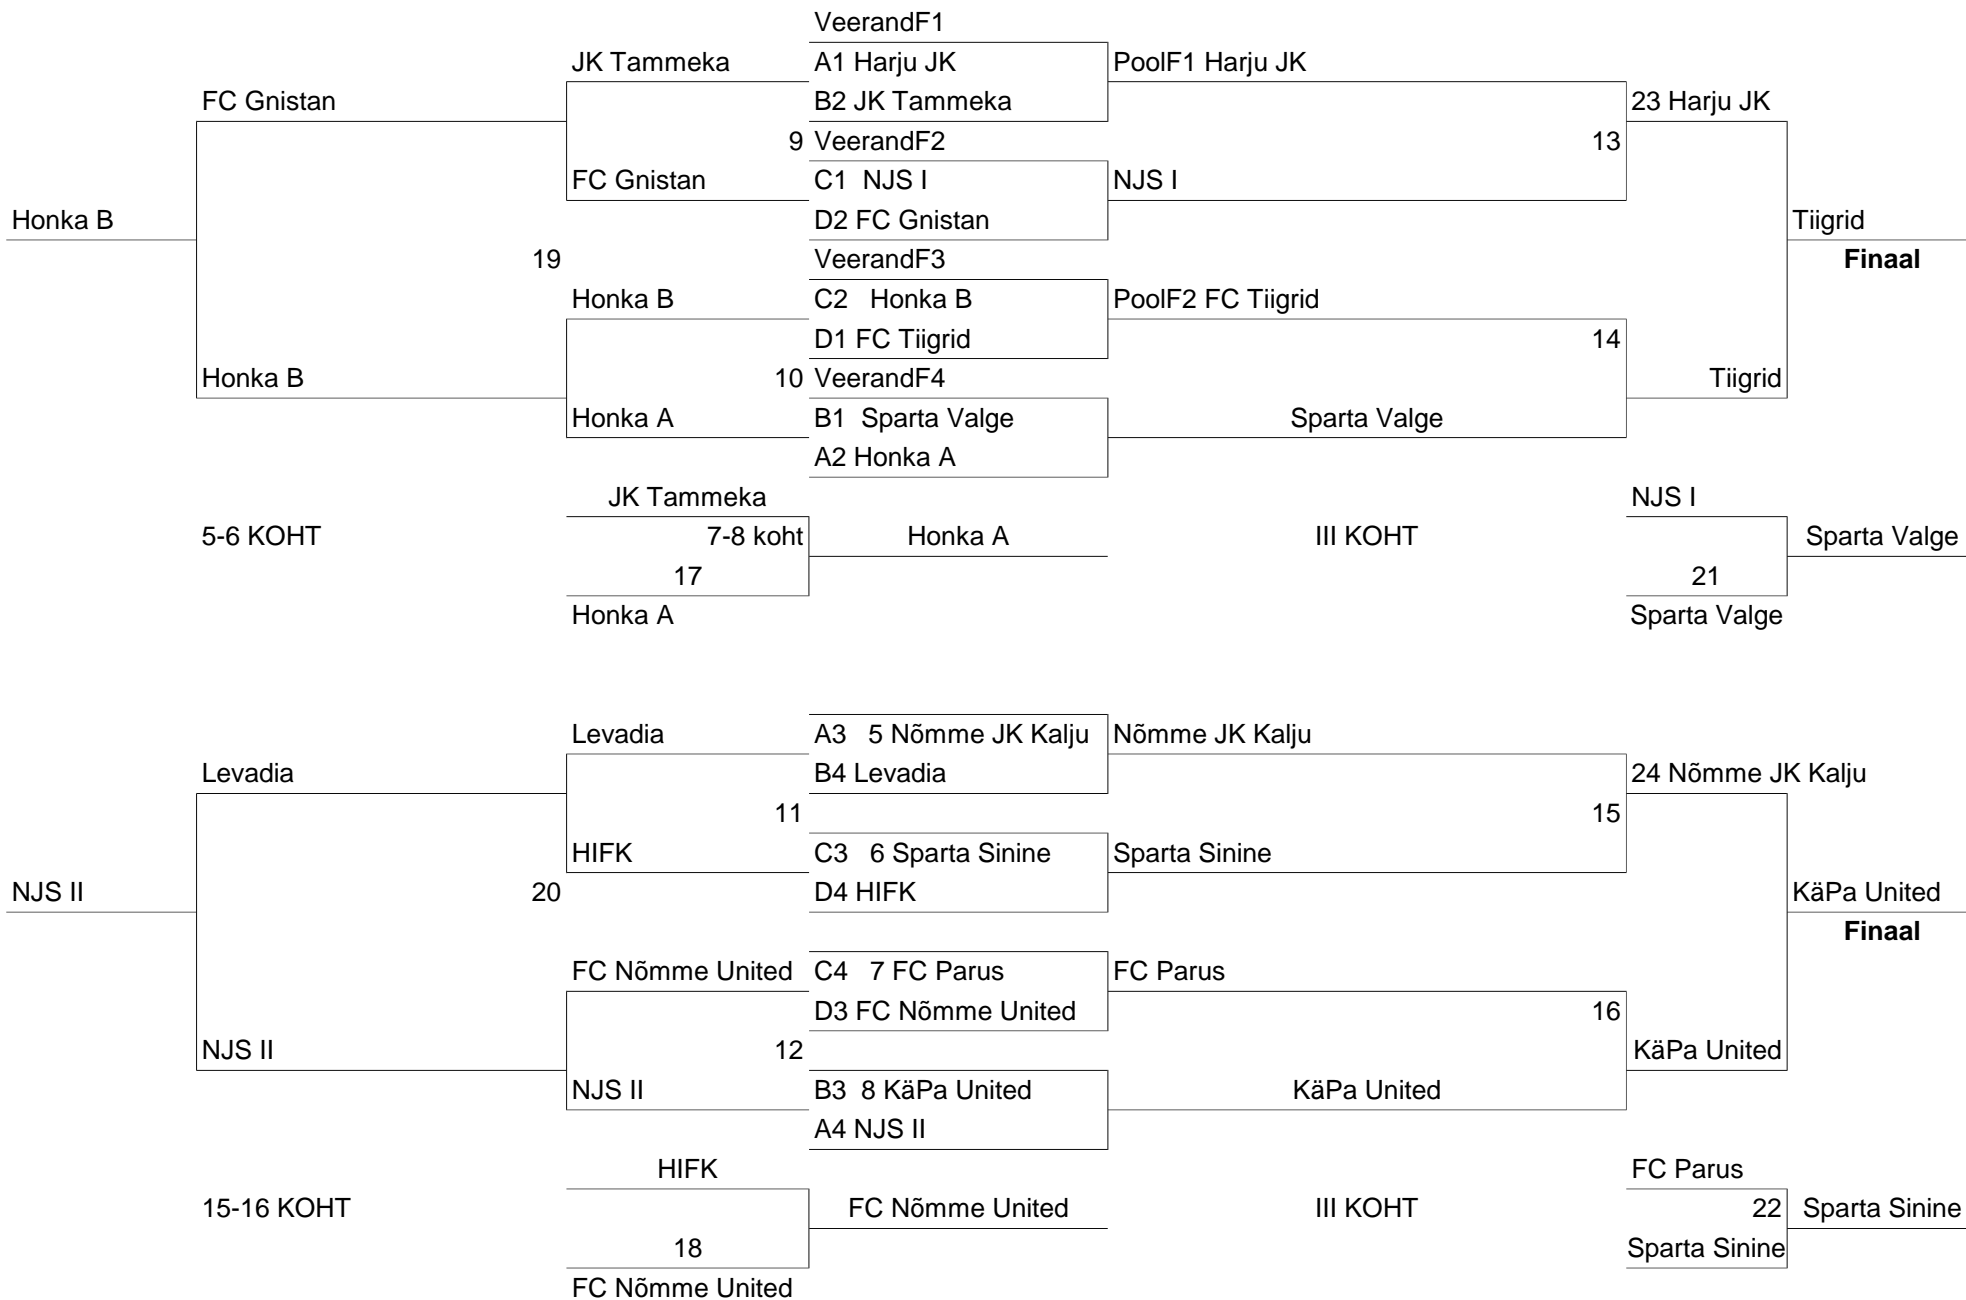 VeerandF1
JK Tammeka A1 Harju JK PoolF1 Harju JK
FC Gnistan B2 JK Tammeka 23 Harju JK
9 VeerandF2 13
FC Gnistan C1 NJS I NJS I
Honka B D2 FC Gnistan Tiigrid
19 VeerandF3 Finaal
Honka B C2 Honka B PoolF2 FC Tiigrid
D1 FC Tiigrid 14
Honka B 10 VeerandF4 Tiigrid
Honka A B1 Sparta Valge Sparta Valge
A2 Honka A
JK Tammeka NJS I
5-6 KOHT 7-8 koht Honka A III KOHT Sparta Valge
17 21
Honka A Sparta Valge
Levadia A3 5 Nõmme JK Kalju Nõmme JK Kalju
Levadia B4 Levadia 24 Nõmme JK Kalju
11 15
HIFK C3 6 Sparta Sinine Sparta Sinine
NJS II 20 D4 HIFK KäPa United
Finaal
FC Nõmme United C4 7 FC Parus FC Parus
D3 FC Nõmme United 16
NJS II 12 KäPa United
NJS II B3 8 KäPa United KäPa United
A4 NJS II
HIFK FC Parus
15-16 KOHT FC Nõmme United III KOHT 22 Sparta Sinine
18 Sparta Sinine
FC Nõmme United